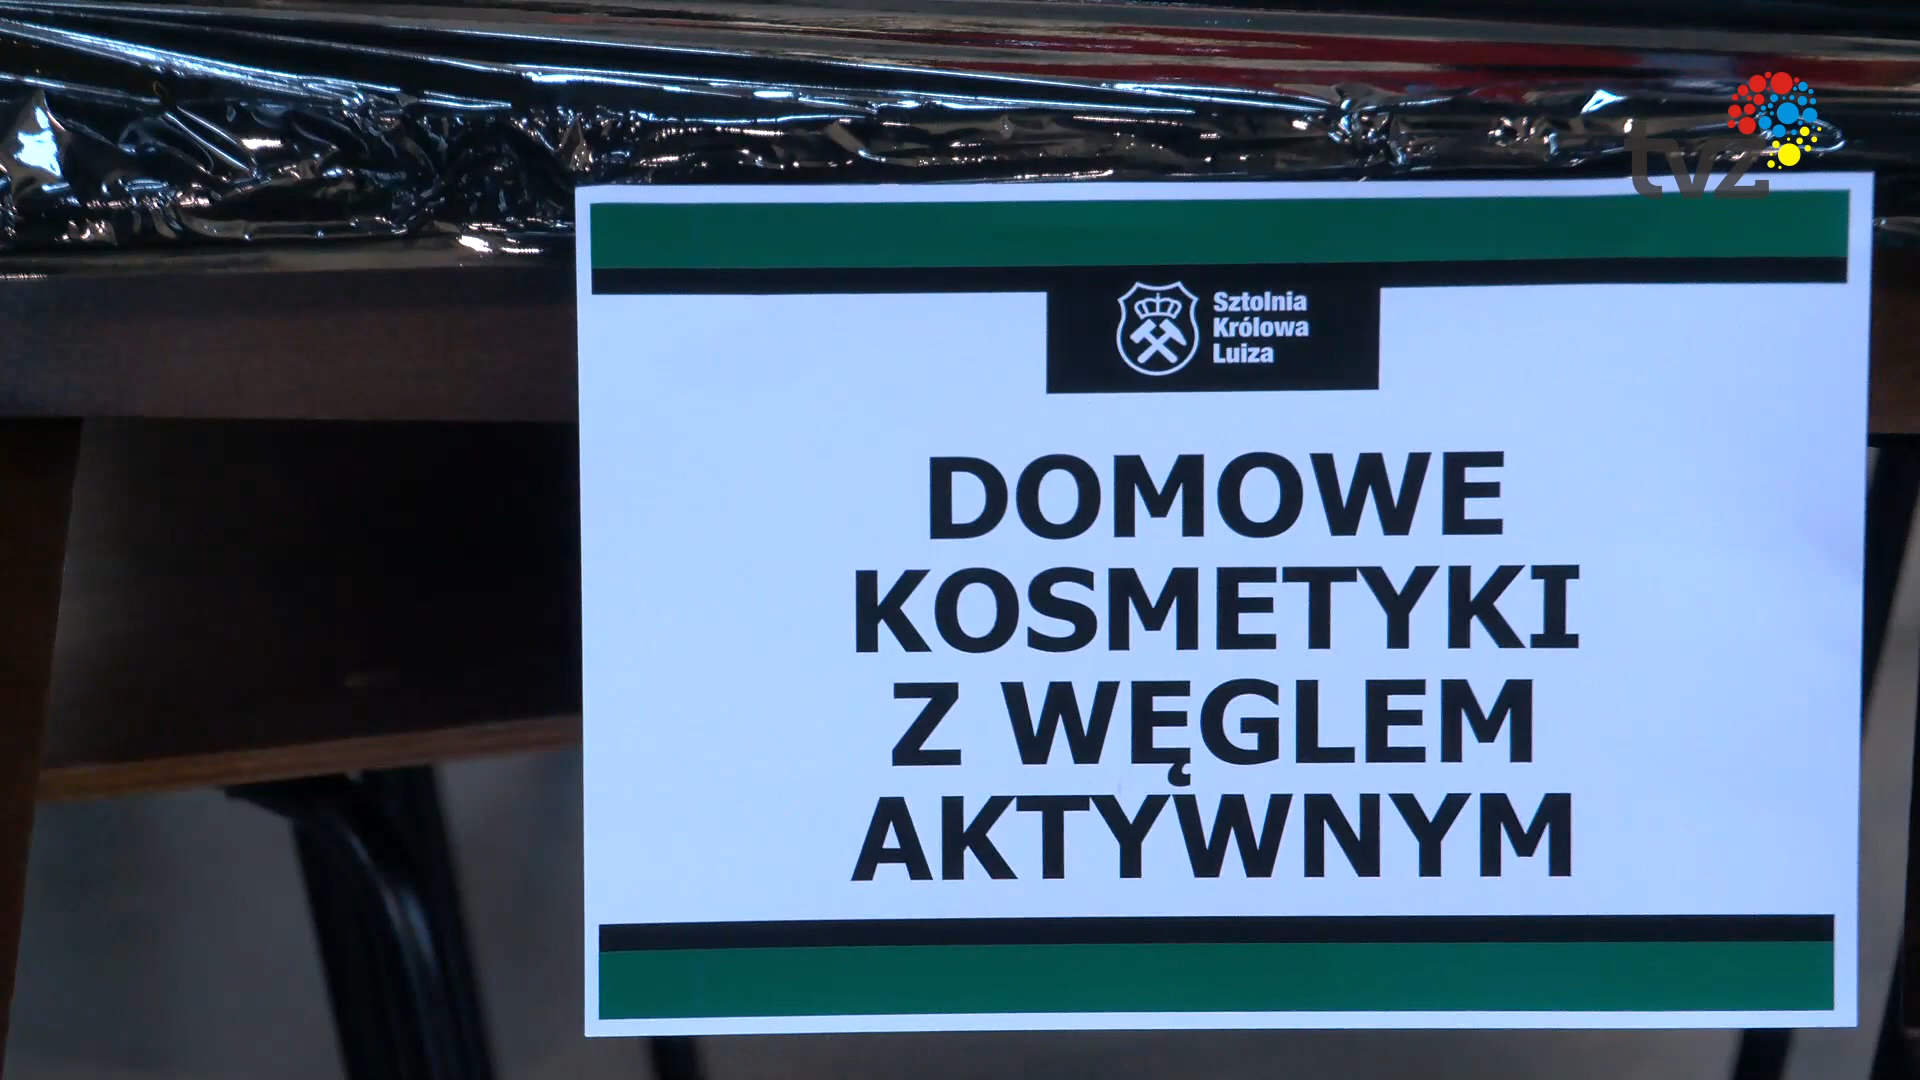 tvz
Sztolnia
Królowa
Luiza
DOMOWE
KOSMETYKI
Z WĘGLEM
AKTYWNYM